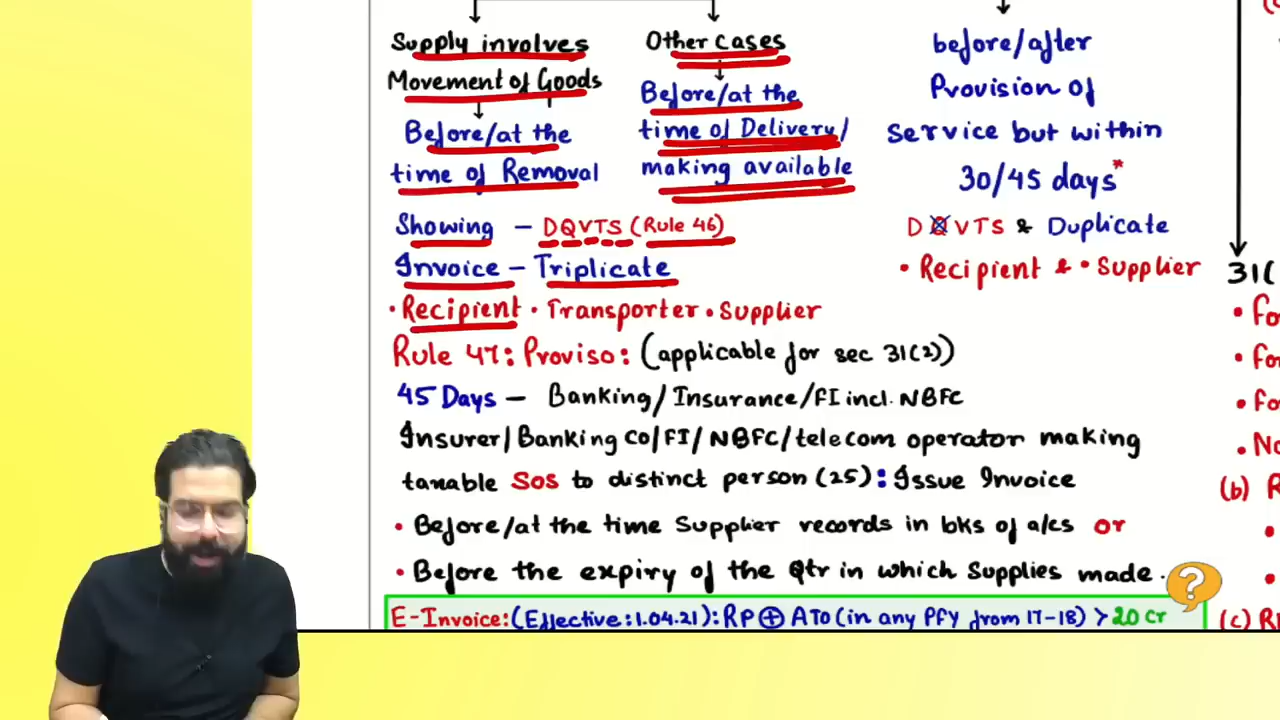 Supply involves
Movement of Goods
Before/at the
time of Removal
Other cases
Before/at the
time of Delivery/
making available
before/after
Provision of
Service but within
30/45 days*
Showing – DQVTS (Rule 46)
Invoice – Triplicate
• Recipient • Transporter • Supplier
DQVTS & Duplicate
• Recipient & • Supplier
Rule 47: Proviso: (applicable for sec 31(2))
45 Days – Banking/Insurance/FI incl. NBFC
Insurer/Banking CO/FI/NBFC/telecom operator making
taxable SOS to distinct person (25): Issue Invoice
• Before/at the time Supplier records in bks of a/cs or
• Before the expiry of the Qtr in which Supplies made.
?
E-Invoice:(Effective:1.04.21): RP ⊕ ATO (in any PFY from 17-18) > 20 Cr
31(
• Fo
• Fo
• Fo
• No
(b) R
(c) R